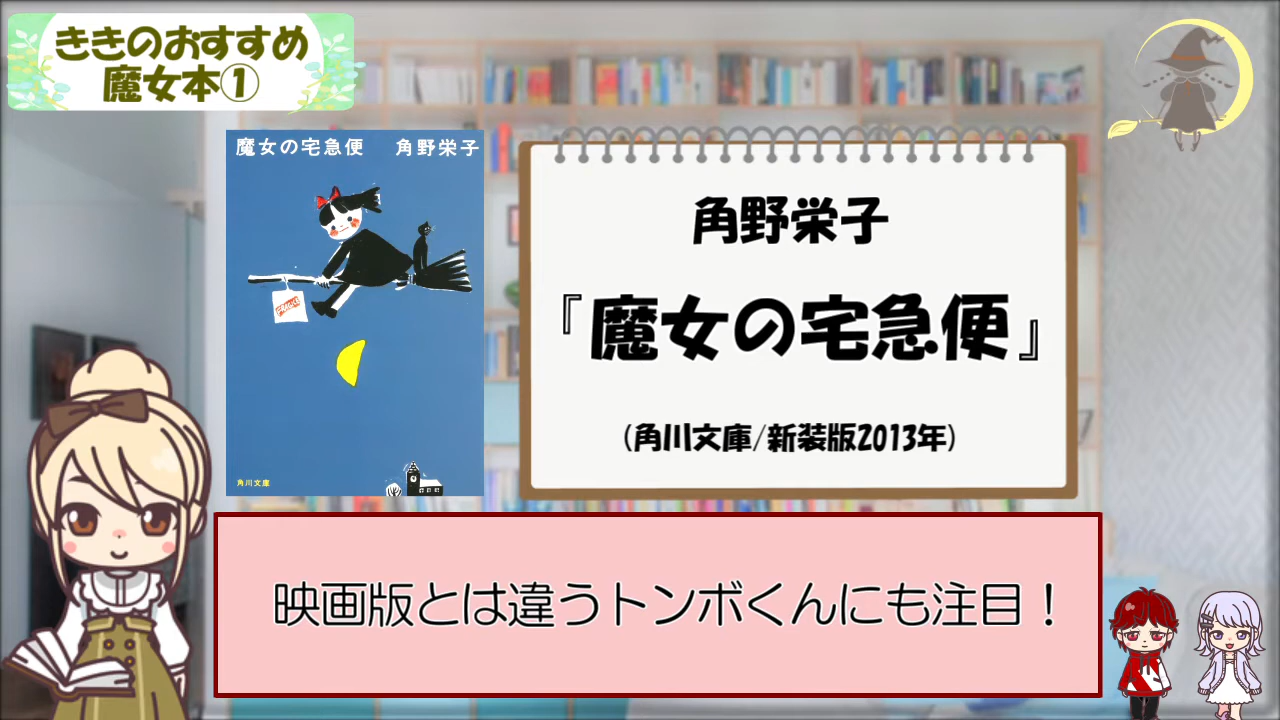 ききのおすすめ
魔女本①
魔女の宅急便 角野栄子
角川文庫
角野栄子
『魔女の宅急便』
(角川文庫/新装版2013年)
映画版とは違うトンボくんにも注目！